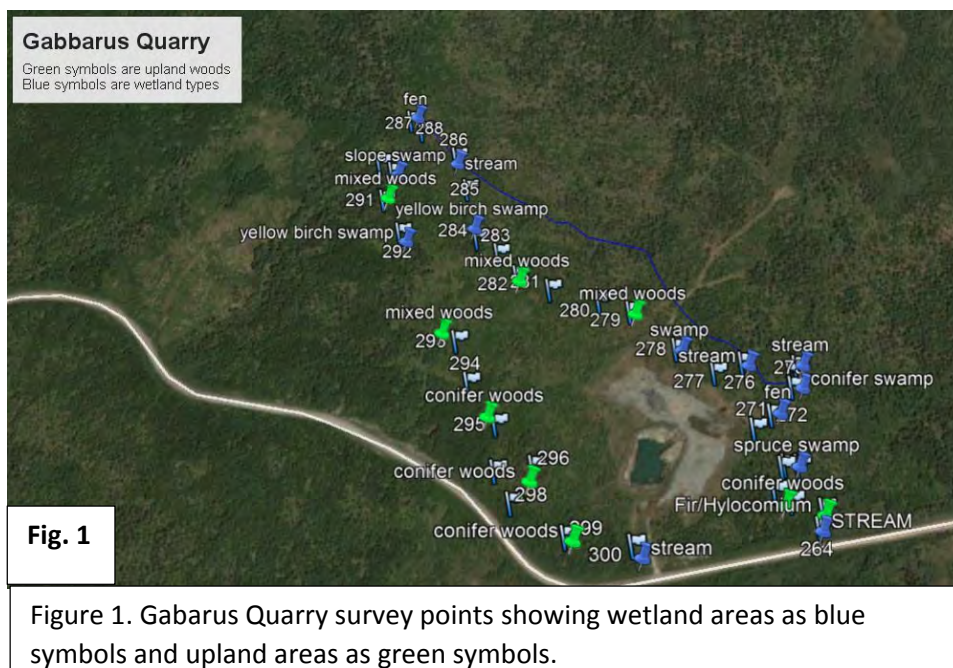 Gabbarus Quarry
Green symbols are upland woods
Blue symbols are wetland types
fen
287
288
286
slope swamp
stream
mixed woods
285
291
yellow birch swamp
yellow birch swamp
284
283
292
mixed woods
282
mixed woods
280
279
mixed woods
swamp
278
stream
stream
294
277
276
conifer swamp
conifer woods
fen
271
272
295
spruce swamp
296
conifer woods
conifer woods
298
Fir/Hylocomium
STREAM
conifer woods
299
264
300
stream
Fig. 1
Figure 1. Gabarus Quarry survey points showing wetland areas as blue
symbols and upland areas as green symbols.